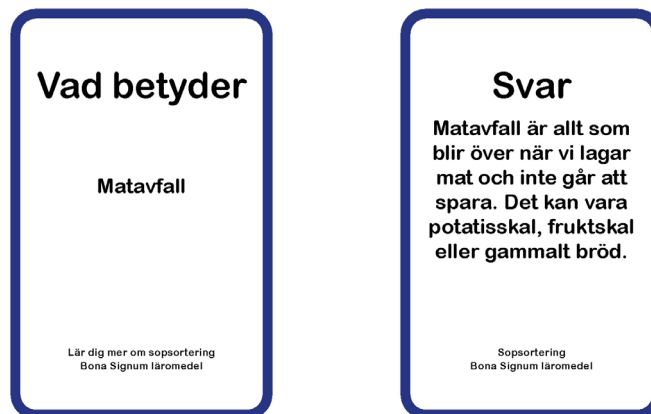 Vad betyder
Matavfall
Lär dig mer om sopsortering
Bona Signum läromedel
Svar
Matavfall är allt som
blir över när vi lagar
mat och inte går att
spara. Det kan vara
potatisskal, fruktskal
eller gammalt bröd.
Sopsortering
Bona Signum läromedel